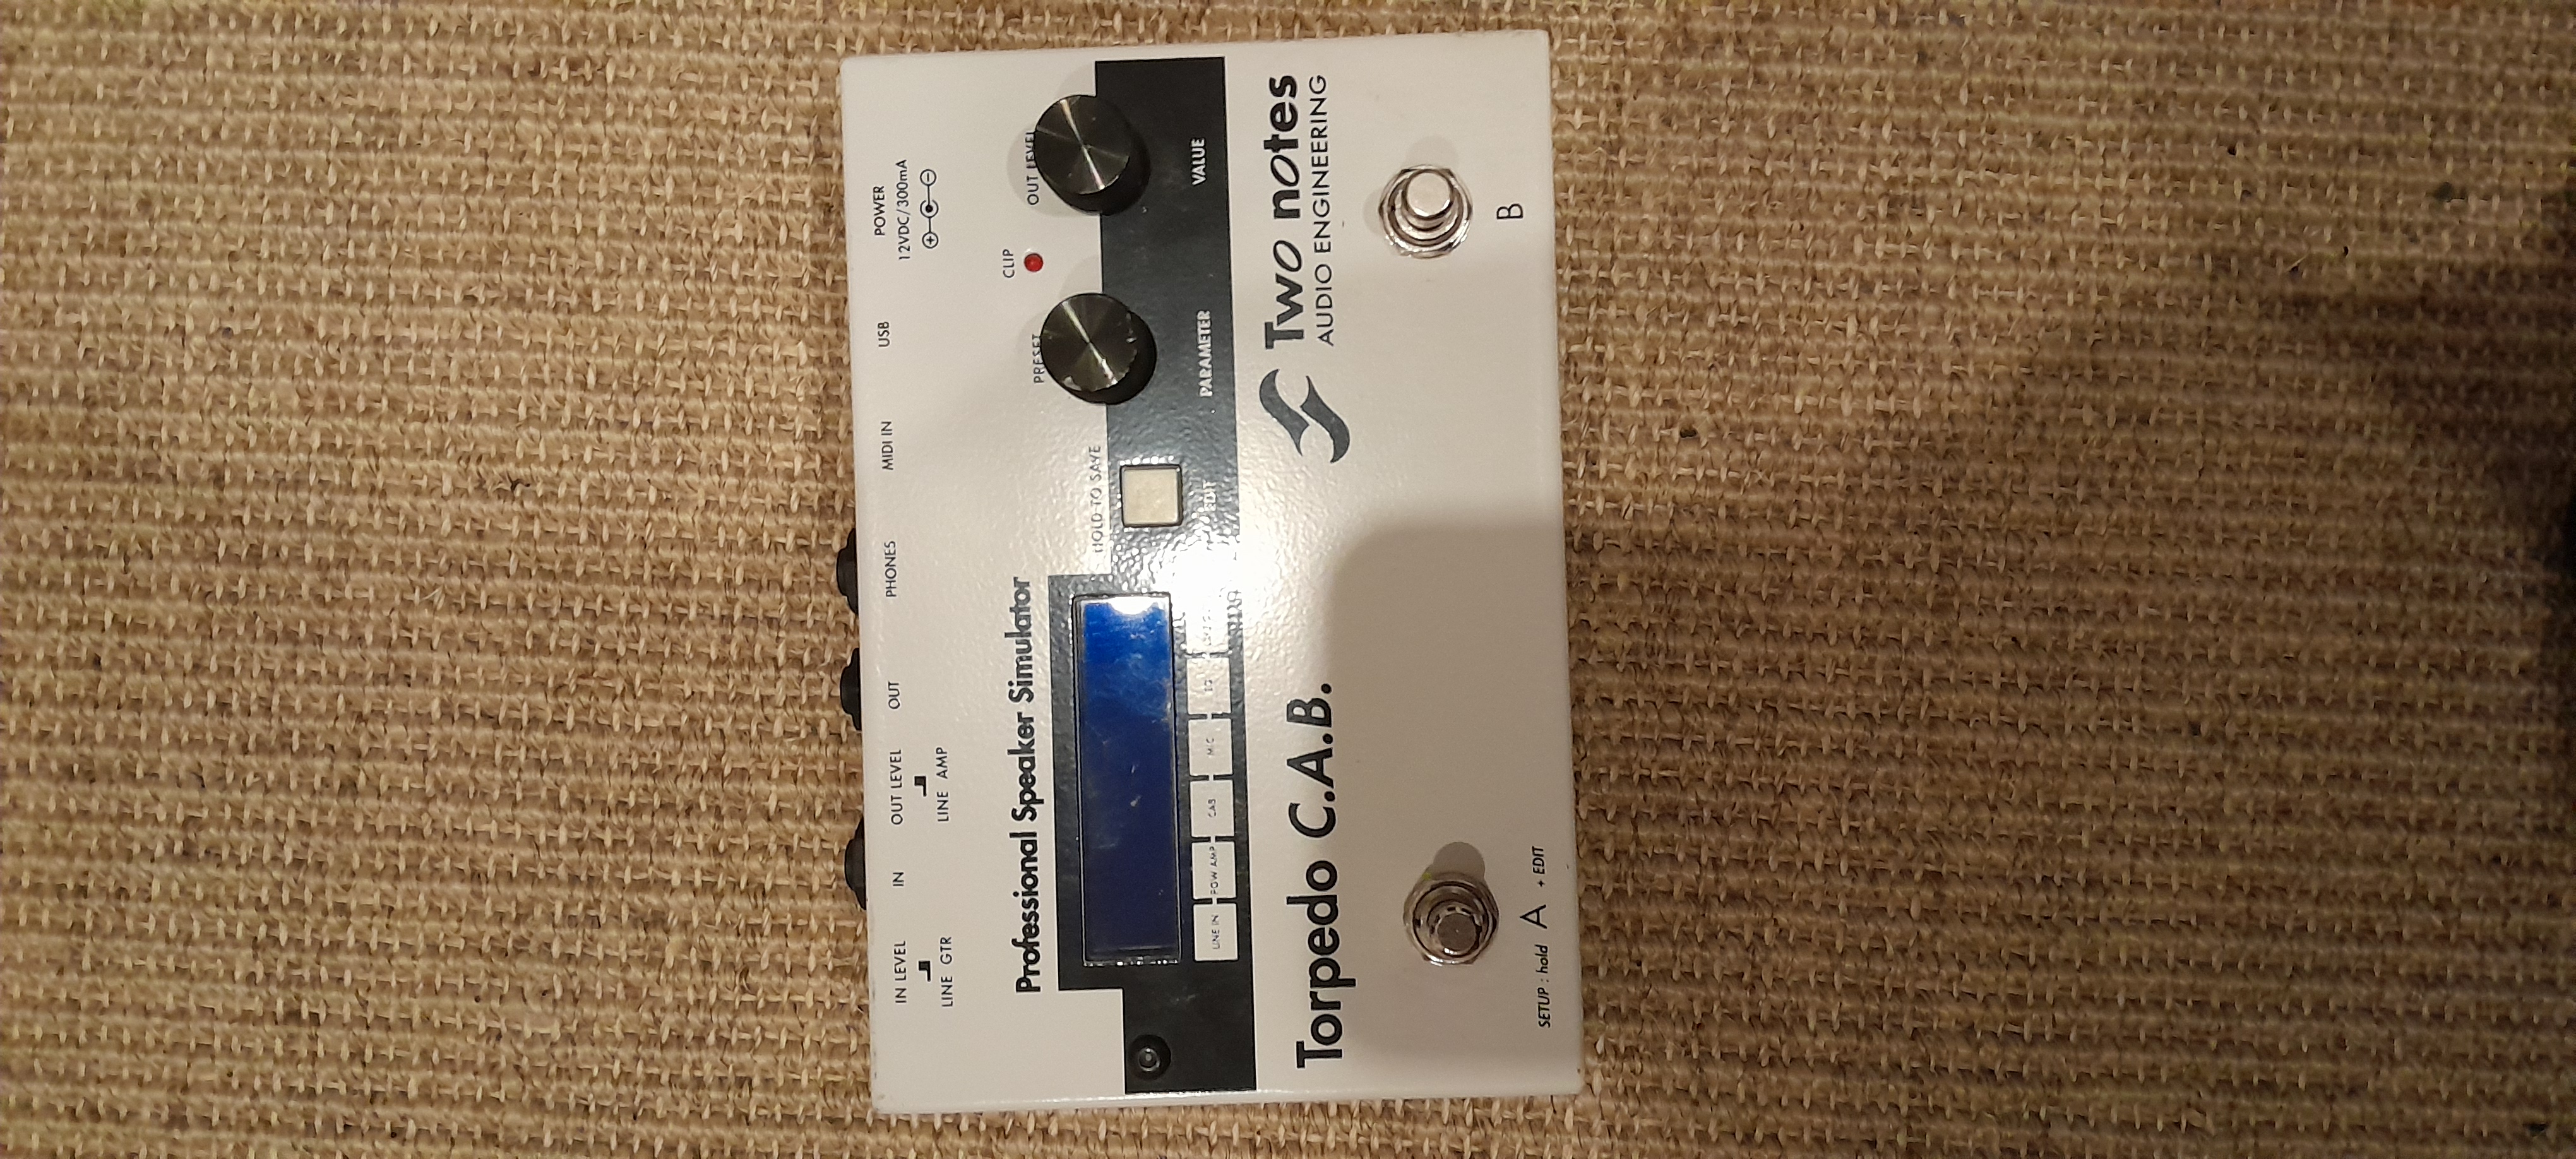 POWER
12VDC/300mA
IN LEVEL IN OUT LEVEL OUT PHONES MIDI IN USB
LINE GTR LINE AMP
CLIP
Professional Speaker Simulator PRESET OUT LEVEL
HOLD TO SAVE
LINE IN POW AMP CAB MIC EQ EDIT PARAMETER VALUE
Torpedo C.A.B. Two notes
AUDIO ENGINEERING
SETUP : hold A + EDIT B